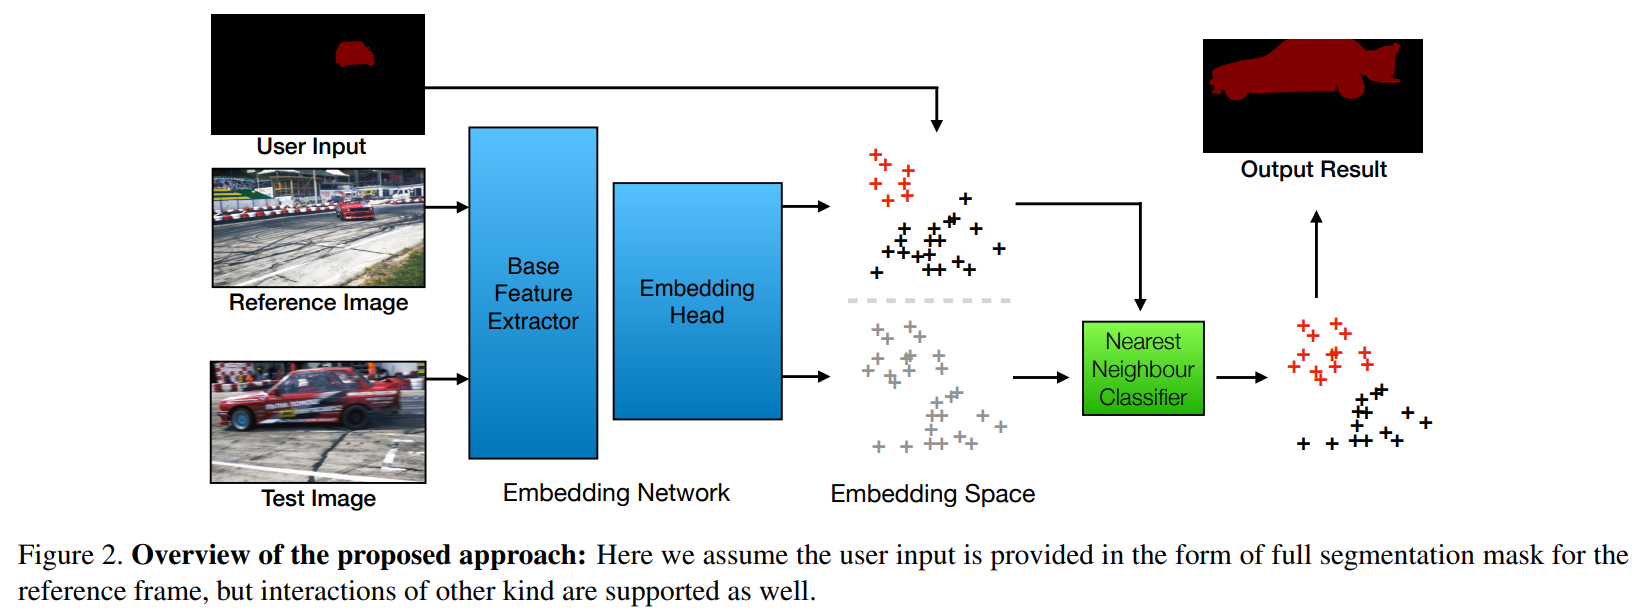 User Input
Reference Image
Test Image
Base
Feature
Extractor
Embedding
Head
Embedding Network
Embedding Space
Nearest
Neighbour
Classifier
Output Result
Figure 2. Overview of the proposed approach: Here we assume the user input is provided in the form of full segmentation mask for the
reference frame, but interactions of other kind are supported as well.